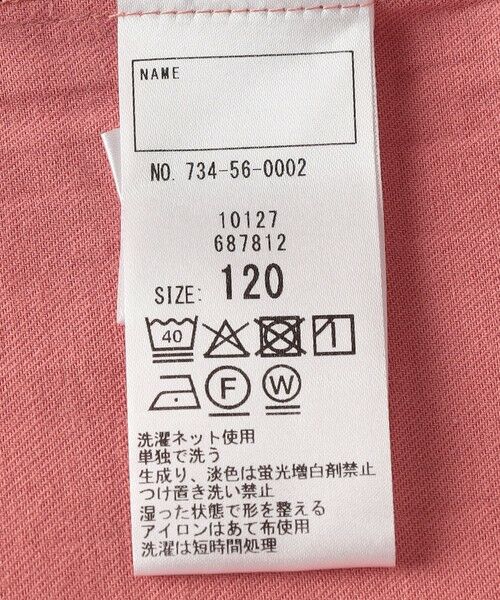 NAME
NO. 734-56-0002
10127
687812
SIZE: 120
40
F W
洗濯ネット使用
単独で洗う
生成り、淡色は蛍光増白剤禁止
つけ置き洗い禁止
湿った状態で形を整える
アイロンはあて布使用
洗濯は短時間処理